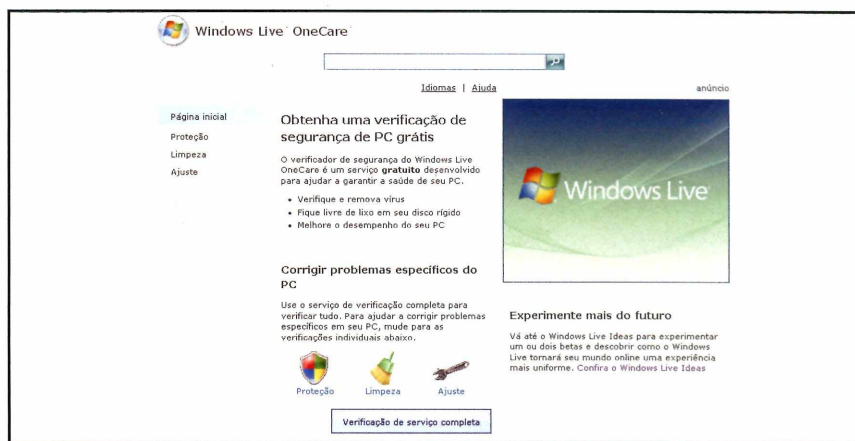 Windows Live OneCare
Idiomas | Ajuda
anúncio
Página inicial
Proteção
Limpeza
Ajuste
Obtenha uma verificação de
segurança de PC grátis
O verificador de segurança do Windows Live
OneCare é um serviço gratuito desenvolvido
para ajudar a garantir a saúde de seu PC.
• Verifique e remova vírus
• Fique livre de lixo em seu disco rígido
• Melhore o desempenho do seu PC
Windows Live
Corrigir problemas específicos do
PC
Use o serviço de verificação completa para
verificar tudo. Para ajudar a corrigir problemas
específicos em seu PC, mude para as
verificações individuais abaixo.
Proteção
Limpeza
Ajuste
Verificação de serviço completa
Experimente mais do futuro
Vá até o Windows Live Ideas para experimentar
um ou dois betas e descobrir como o Windows
Live tornará seu mundo online uma experiência
mais uniforme. Confira o Windows Live Ideas